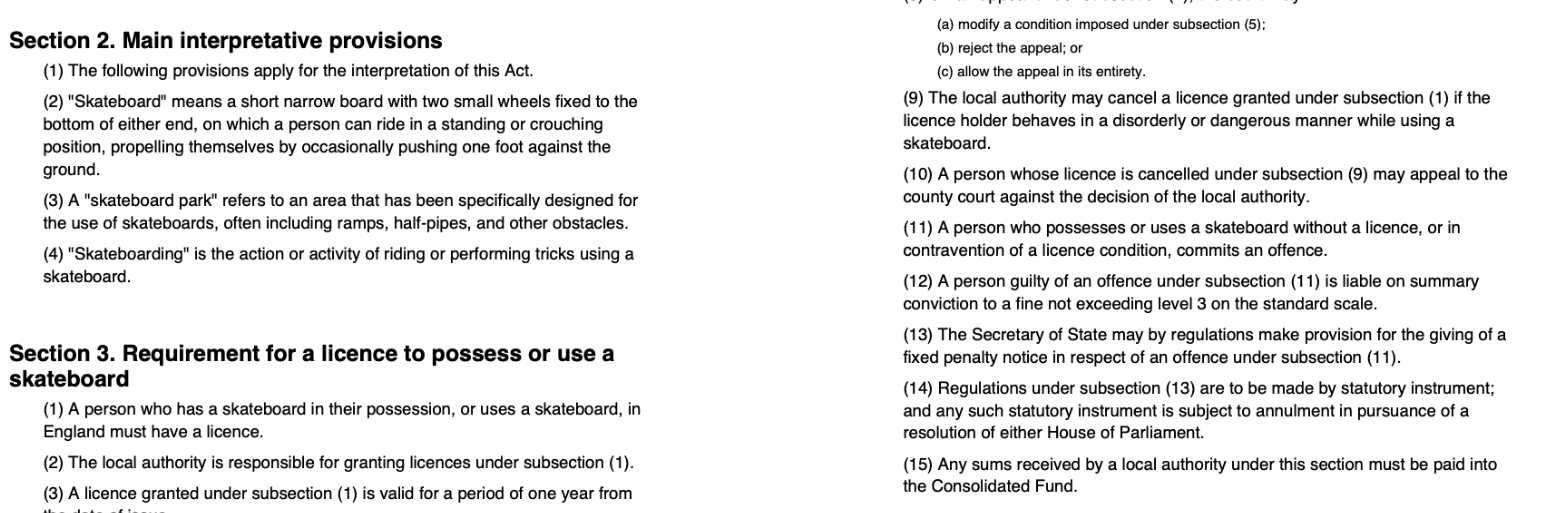 Section 2. Main interpretative provisions
(1) The following provisions apply for the interpretation of this Act.
(2) "Skateboard" means a short narrow board with two small wheels fixed to the
bottom of either end, on which a person can ride in a standing or crouching
position, propelling themselves by occasionally pushing one foot against the
ground.
(3) A "skateboard park" refers to an area that has been specifically designed for
the use of skateboards, often including ramps, half-pipes, and other obstacles.
(4) "Skateboarding" is the action or activity of riding or performing tricks using a
skateboard.
Section 3. Requirement for a licence to possess or use a
skateboard
(1) A person who has a skateboard in their possession, or uses a skateboard, in
England must have a licence.
(2) The local authority is responsible for granting licences under subsection (1).
(3) A licence granted under subsection (1) is valid for a period of one year from
(a) modify a condition imposed under subsection (5);
(b) reject the appeal; or
(c) allow the appeal in its entirety.
(9) The local authority may cancel a licence granted under subsection (1) if the
licence holder behaves in a disorderly or dangerous manner while using a
skateboard.
(10) A person whose licence is cancelled under subsection (9) may appeal to the
county court against the decision of the local authority.
(11) A person who possesses or uses a skateboard without a licence, or in
contravention of a licence condition, commits an offence.
(12) A person guilty of an offence under subsection (11) is liable on summary
conviction to a fine not exceeding level 3 on the standard scale.
(13) The Secretary of State may by regulations make provision for the giving of a
fixed penalty notice in respect of an offence under subsection (11).
(14) Regulations under subsection (13) are to be made by statutory instrument;
and any such statutory instrument is subject to annulment in pursuance of a
resolution of either House of Parliament.
(15) Any sums received by a local authority under this section must be paid into
the Consolidated Fund.